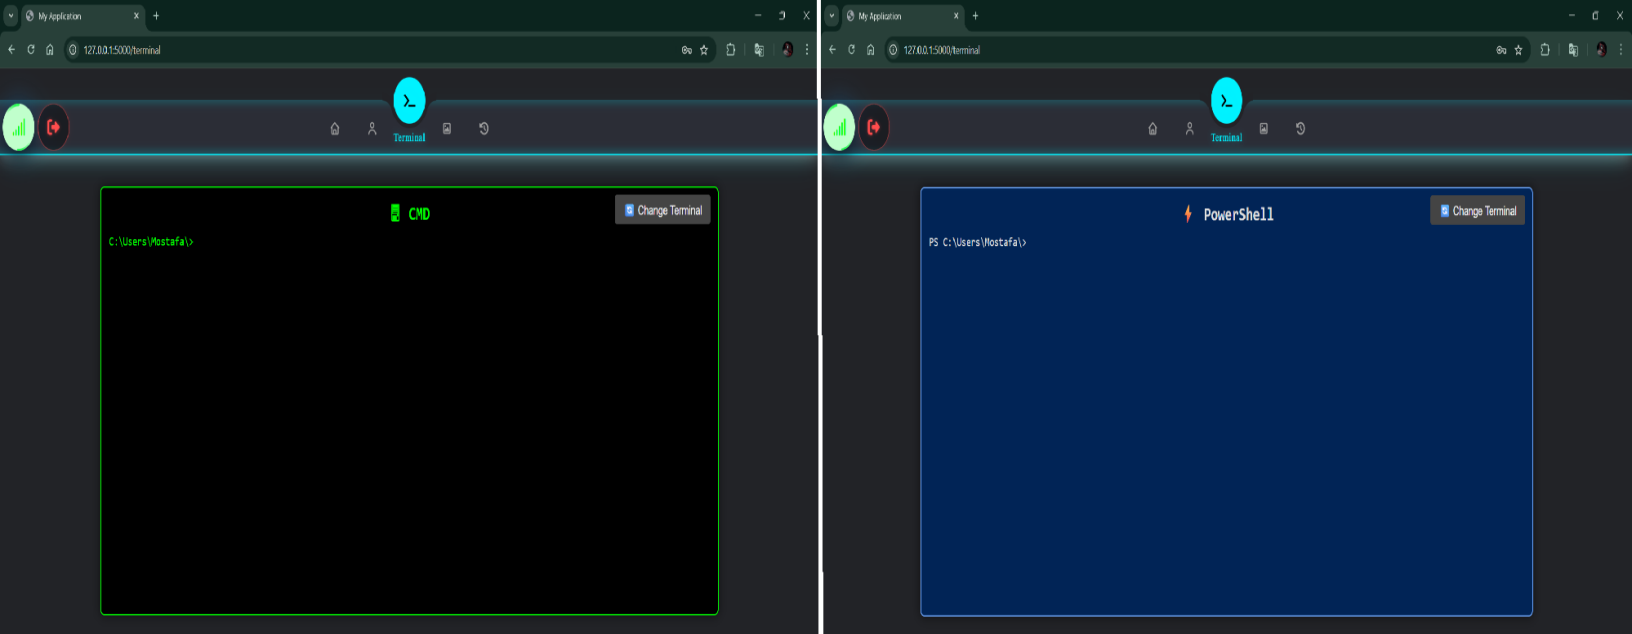 My Application
127.0.0.1:5000/terminal
Terminal
CMD
Change Terminal
C:\Users\Mostafa\>
My Application
127.0.0.1:5000/terminal
Terminal
PowerShell
Change Terminal
PS C:\Users\Mostafa\>